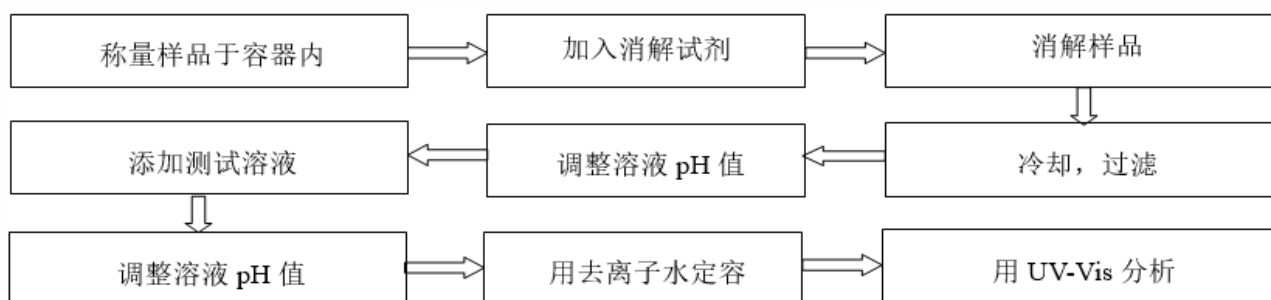 称量样品于容器内
加入消解试剂
消解样品
冷却，过滤
调整溶液 pH 值
添加测试溶液
调整溶液 pH 值
用去离子水定容
用 UV-Vis 分析